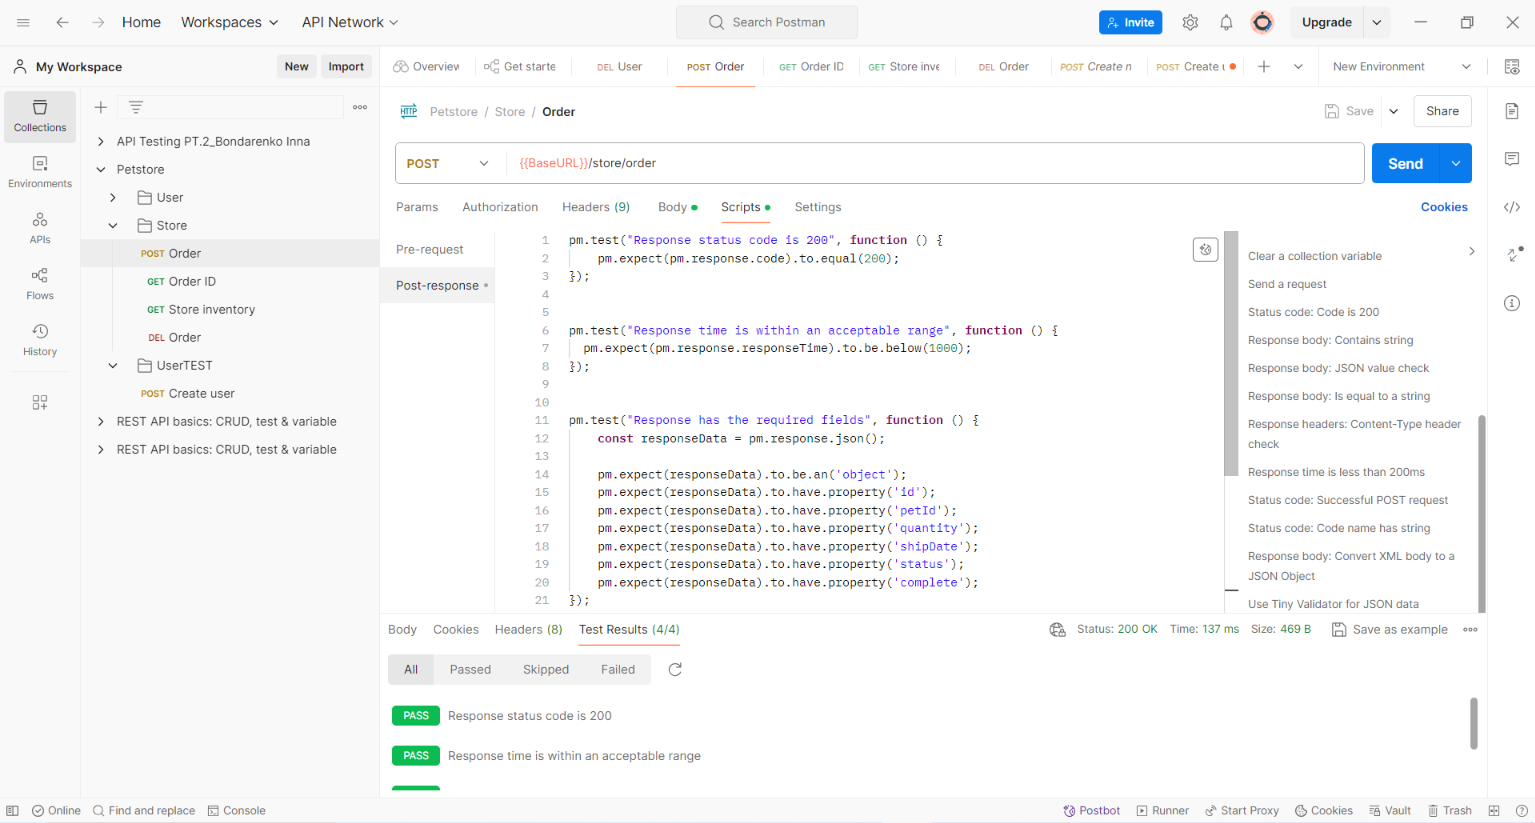 Home
Workspaces
API Network
Search Postman
Invite
Upgrade
My Workspace
New
Import
Overview
Get starte
DEL User
POST Order
GET Order ID
GET Store inve
DEL Order
POST Create n
POST Create
New Environment
Collections
Environments
APIs
Flows
History
API Testing PT.2_Bondarenko Inna
Petstore
User
Store
POST Order
GET Order ID
GET Store inventory
DEL Order
UserTEST
POST Create user
REST API basics: CRUD, test & variable
REST API basics: CRUD, test & variable
HTTP Petstore / Store / Order
Save
Share
POST
{{BaseURL}}/store/order
Send
Params
Authorization
Headers (9)
Body
Scripts
Settings
Cookies
Pre-request
Post-response
1 pm.test("Response status code is 200", function () {
2 pm.expect(pm.response.code).to.equal(200);
3 });
4
5
6 pm.test("Response time is within an acceptable range", function () {
7 pm.expect(pm.response.responseTime).to.be.below(1000);
8 });
9
10
11 pm.test("Response has the required fields", function () {
12 const responseData = pm.response.json();
13
14 pm.expect(responseData).to.be.an('object');
15 pm.expect(responseData).to.have.property('id');
16 pm.expect(responseData).to.have.property('petId');
17 pm.expect(responseData).to.have.property('quantity');
18 pm.expect(responseData).to.have.property('shipDate');
19 pm.expect(responseData).to.have.property('status');
20 pm.expect(responseData).to.have.property('complete');
21 });
Clear a collection variable
Send a request
Status code: Code is 200
Response body: Contains string
Response body: JSON value check
Response body: Is equal to a string
Response headers: Content-Type header
check
Response time is less than 200ms
Status code: Successful POST request
Status code: Code name has string
Response body: Convert XML body to a
JSON Object
Use Tiny Validator for JSON data
Body
Cookies
Headers (8)
Test Results (4/4)
Status: 200 OK
Time: 137 ms
Size: 469 B
Save as example
All
Passed
Skipped
Failed
PASS Response status code is 200
PASS Response time is within an acceptable range
Online
Find and replace
Console
Postbot
Runner
Start Proxy
Cookies
Vault
Trash